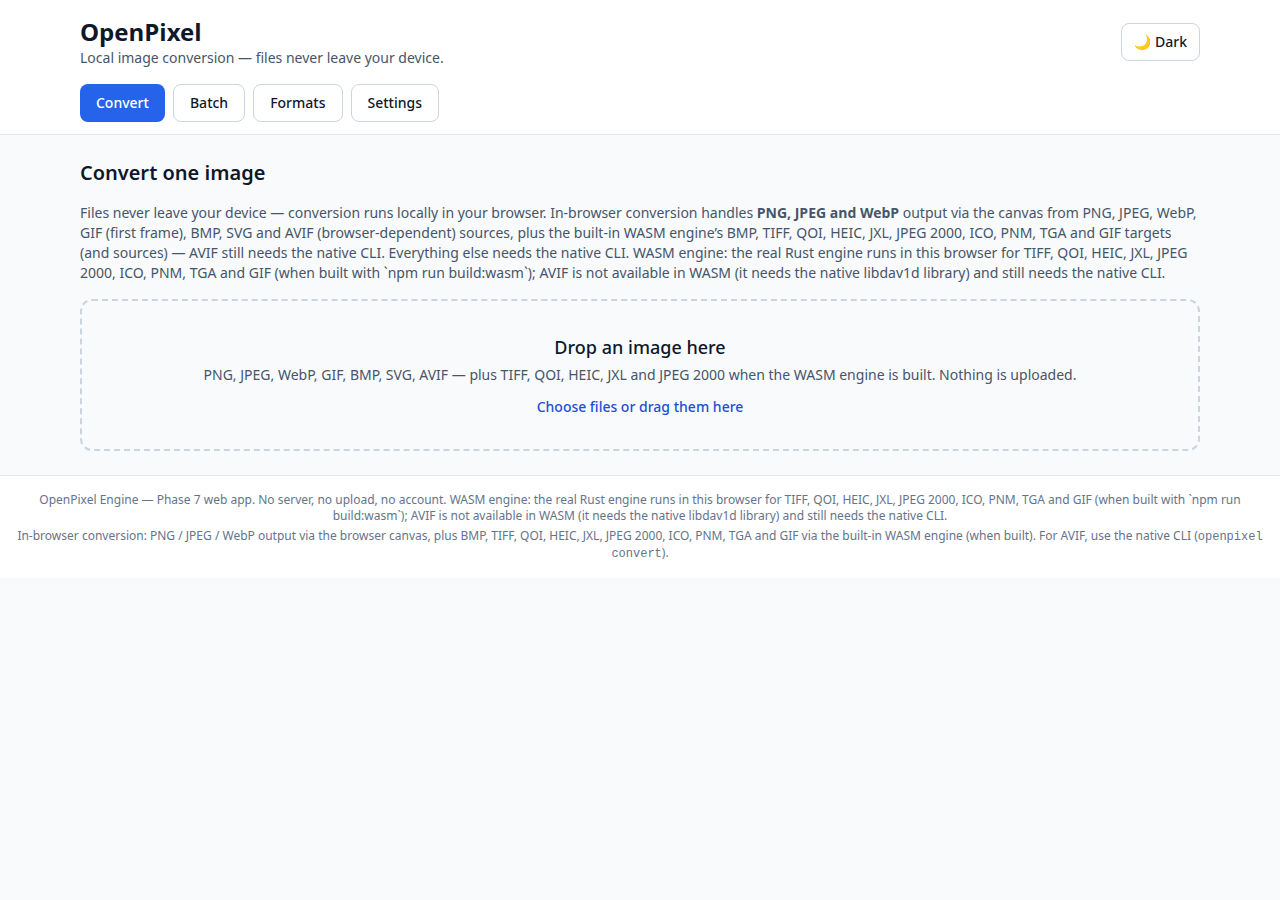 OpenPixel
Local image conversion — files never leave your device.
🌙 Dark
Convert
Batch
Formats
Settings
Convert one image
Files never leave your device — conversion runs locally in your browser. In-browser conversion handles PNG, JPEG and WebP output via the canvas from PNG, JPEG, WebP,
GIF (first frame), BMP, SVG and AVIF (browser-dependent) sources, plus the built-in WASM engine's BMP, TIFF, QOI, HEIC, JXL, JPEG 2000, ICO, PNM, TGA and GIF targets
(and sources) — AVIF still needs the native CLI. Everything else needs the native CLI. WASM engine: the real Rust engine runs in this browser for TIFF, QOI, HEIC, JXL, JPEG
2000, ICO, PNM, TGA and GIF (when built with `npm run build:wasm`); AVIF is not available in WASM (it needs the native libdav1d library) and still needs the native CLI.
Drop an image here
PNG, JPEG, WebP, GIF, BMP, SVG, AVIF — plus TIFF, QOI, HEIC, JXL and JPEG 2000 when the WASM engine is built. Nothing is uploaded.
Choose files or drag them here
OpenPixel Engine — Phase 7 web app. No server, no upload, no account. WASM engine: the real Rust engine runs in this browser for TIFF, QOI, HEIC, JXL, JPEG 2000, ICO, PNM, TGA and GIF (when built with `npm run
build:wasm`); AVIF is not available in WASM (it needs the native libdav1d library) and still needs the native CLI.
In-browser conversion: PNG / JPEG / WebP output via the browser canvas, plus BMP, TIFF, QOI, HEIC, JXL, JPEG 2000, ICO, PNM, TGA and GIF via the built-in WASM engine (when built). For AVIF, use the native CLI (openpixel
convert).